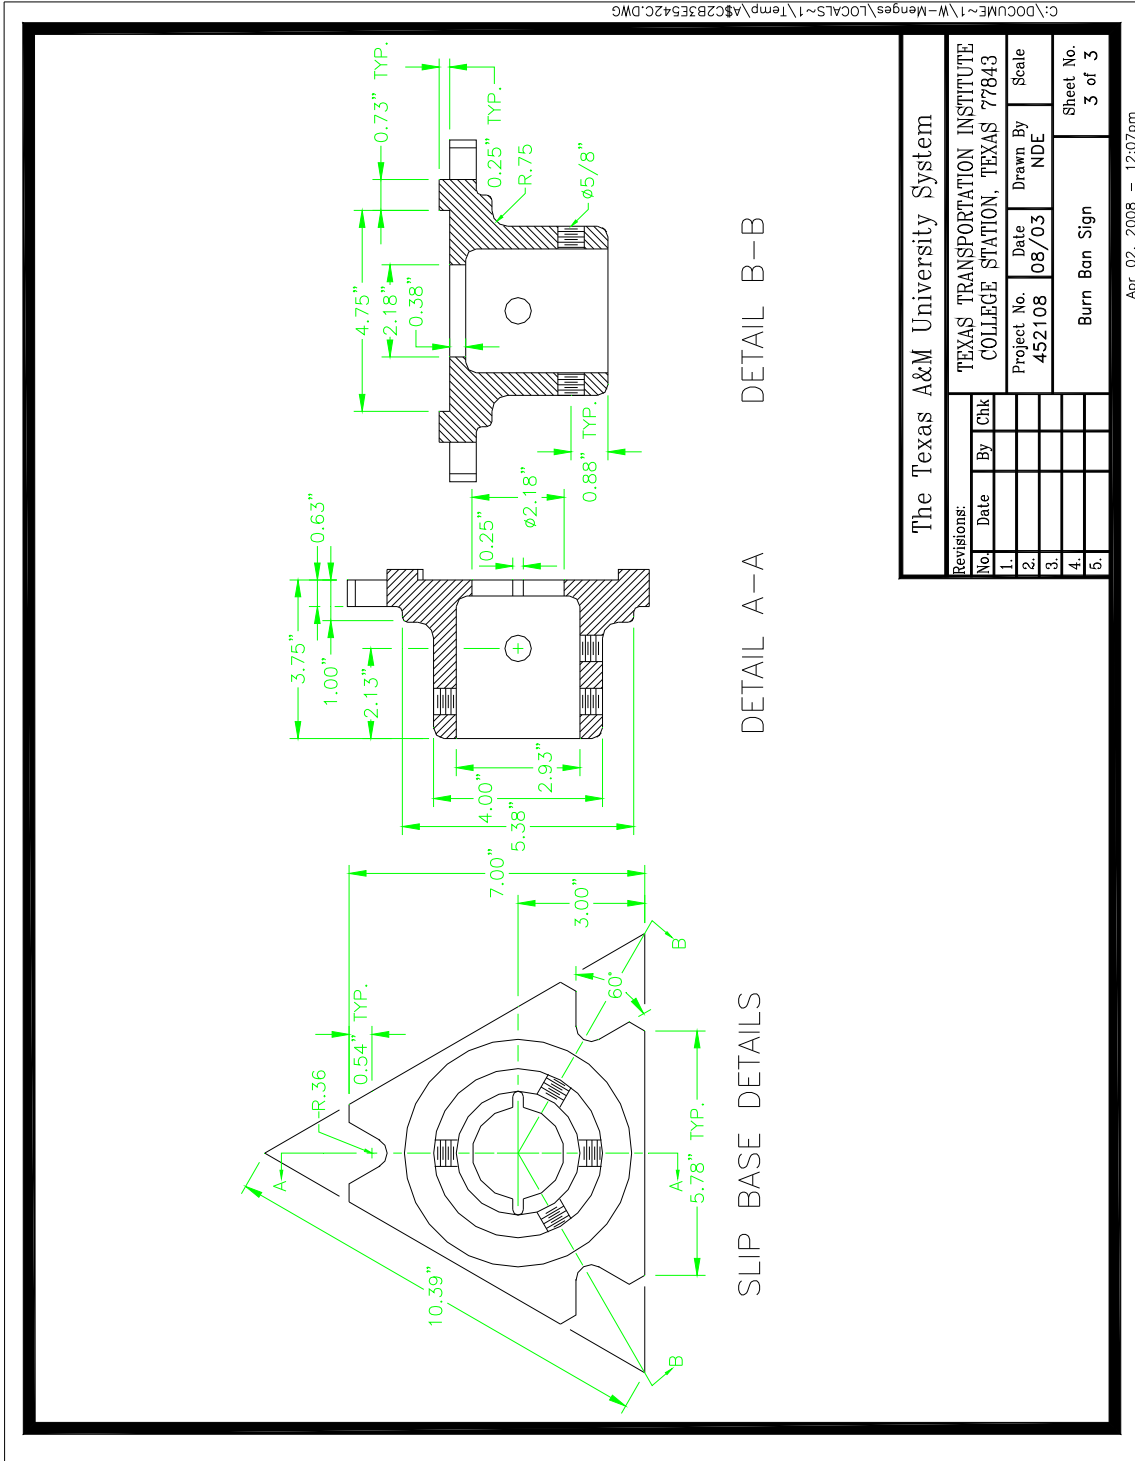 C:\DOCUME~1\W-Menges\LOCALS~1\Temp\A$C2B3E542C.DWG
Apr 02, 2008 - 12:07pm
10.39"
A
R.36
0.54" TYP.
7.00"
3.00"
60°
B
B
A
5.78" TYP.
SLIP BASE DETAILS
3.75"
0.63"
1.00"
2.13"
0.25"
ø2.18"
2.93"
4.00"
5.38"
DETAIL A-A
0.73" TYP.
0.25" TYP.
4.75"
2.18"
0.38"
R.75
ø5/8"
0.88" TYP.
DETAIL B-B
The Texas A&M University System
Revisions:
No. Date By Chk
1.
2.
3.
4.
5.
TEXAS TRANSPORTATION INSTITUTE
COLLEGE STATION, TEXAS 77843
Project No. Date Drawn By Scale
452108 08/03 NDE
Burn Ban Sign
Sheet No.
3 of 3